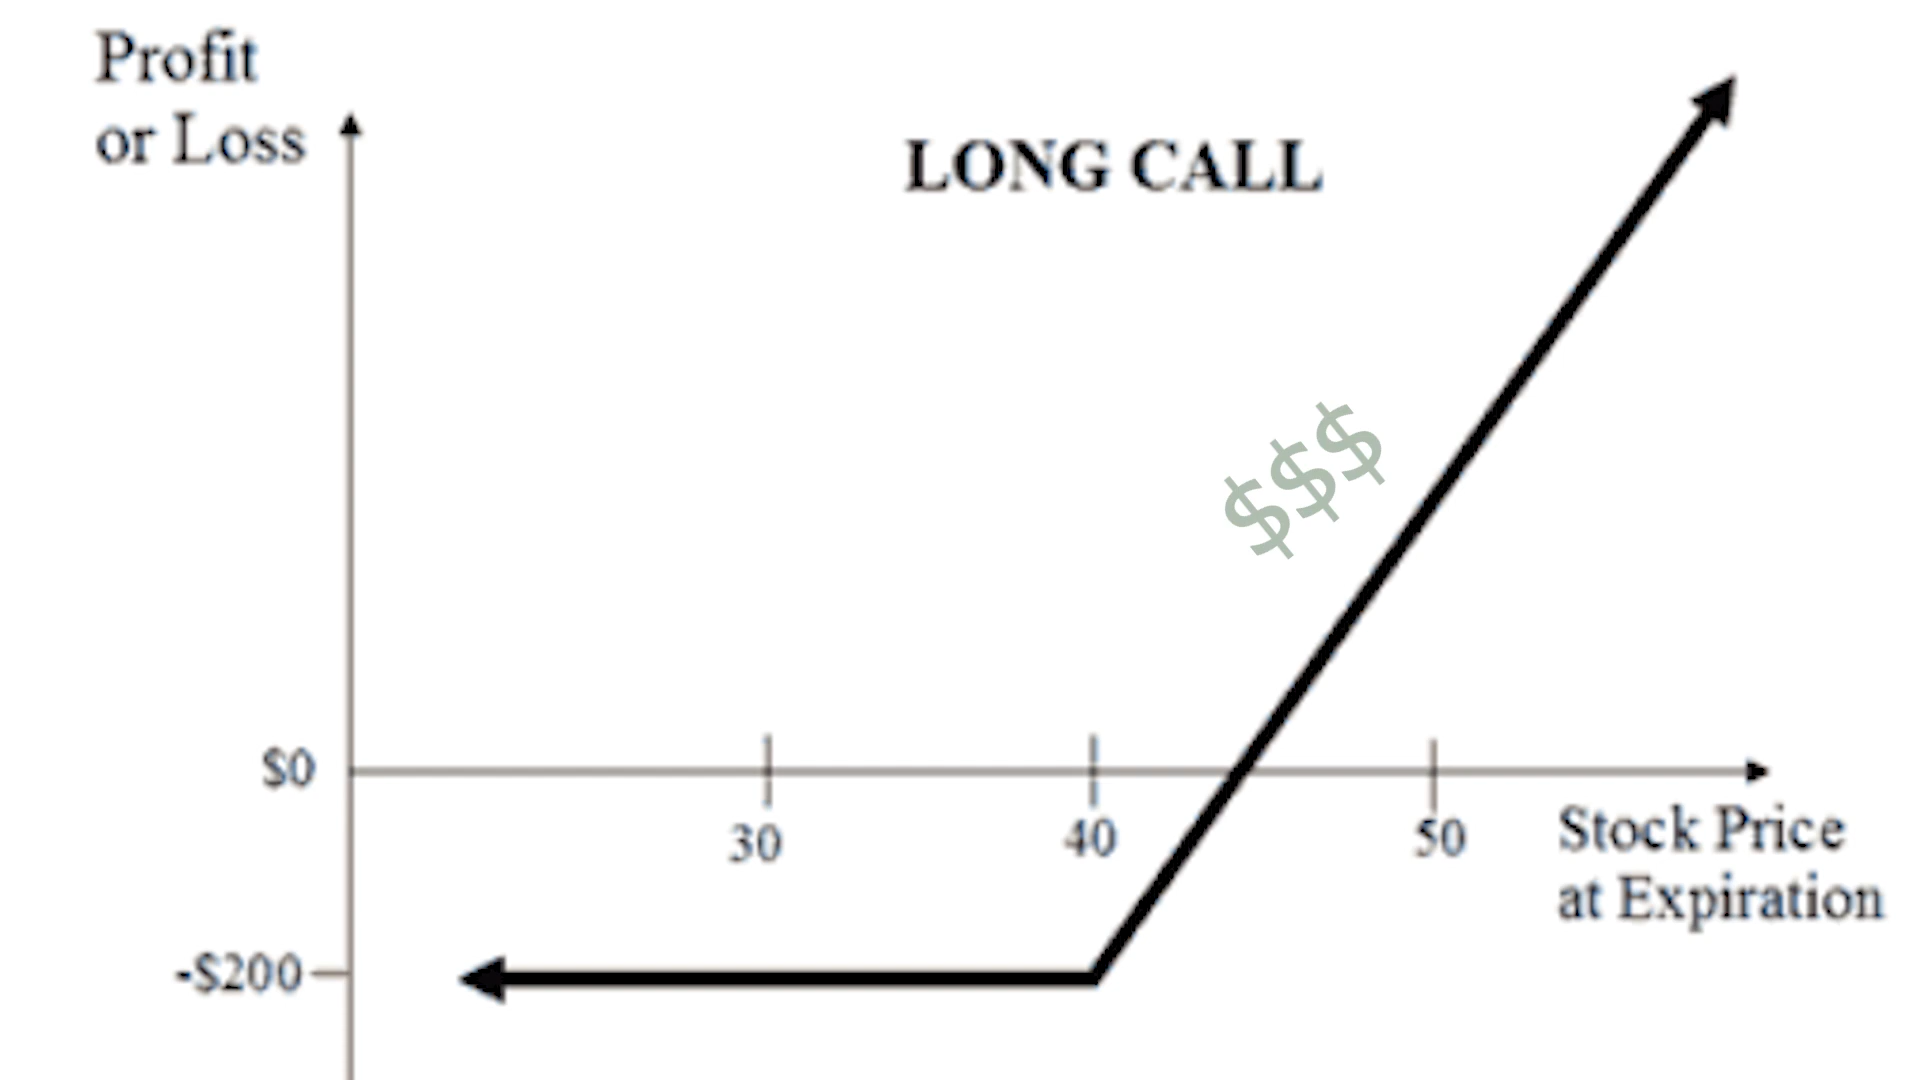 Profit
or Loss
LONG CALL
$$$
$0
30
40
50
Stock Price
at Expiration
-$200